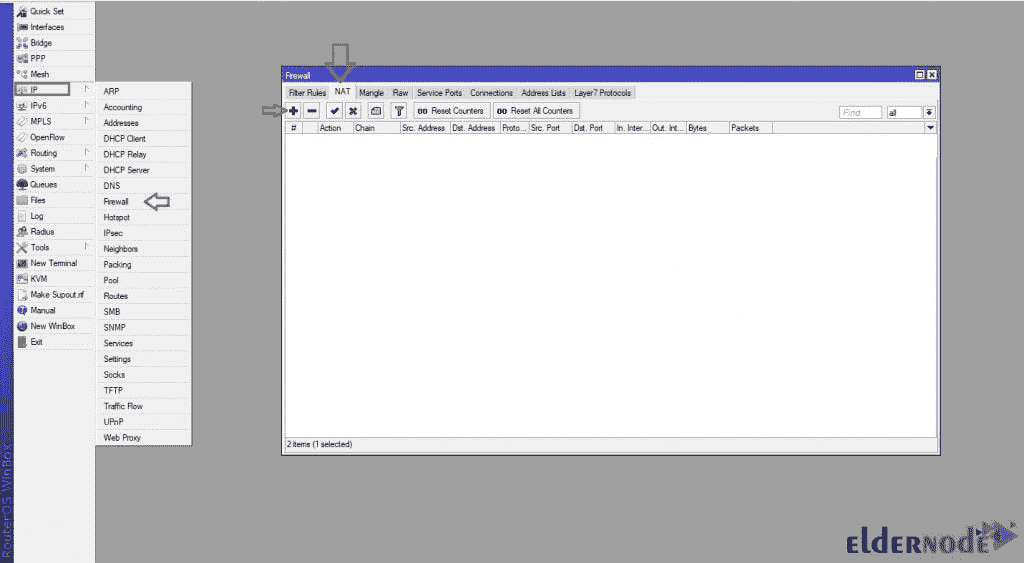 Quick Set
Interfaces
Bridge
PPP
Mesh
IP
IPv6
MPLS
OpenFlow
Routing
System
Queues
Files
Log
Radius
Tools
New Terminal
KVM
Make Supout.rif
Manual
New WinBox
Exit
RouterOS WinBox
ARP
Accounting
Addresses
DHCP Client
DHCP Relay
DHCP Server
DNS
Firewall
Hotspot
IPsec
Neighbors
Packing
Pool
Routes
SMB
SNMP
Services
Settings
Socks
TFTP
Traffic Flow
UPnP
Web Proxy
Firewall
Filter Rules NAT Mangle Raw Service Ports Connections Address Lists Layer7 Protocols
00 Reset Counters 00 Reset All Counters Find all
# Action Chain Src. Address Dst. Address Proto... Src. Port Dst. Port In. Inter... Out. Int... Bytes Packets
2 items (1 selected)
elderNode